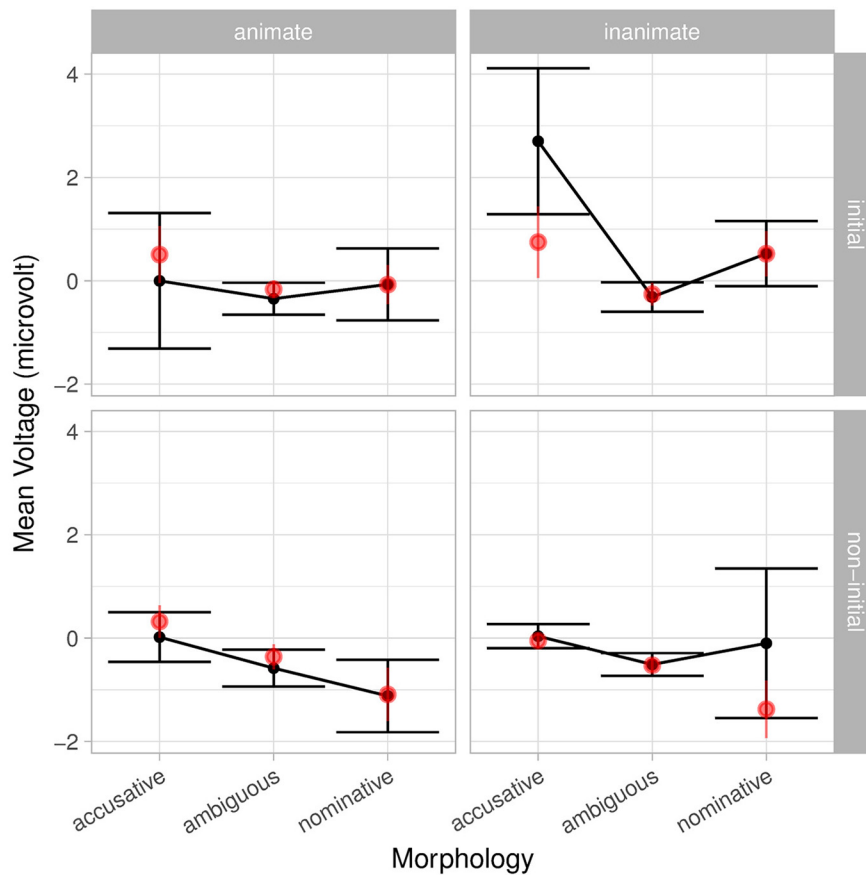 animate
inanimate
4
2
0
−2
initial
4
2
0
−2
non−initial
Mean Voltage (microvolt)
accusative
ambiguous
nominative
accusative
ambiguous
nominative
Morphology